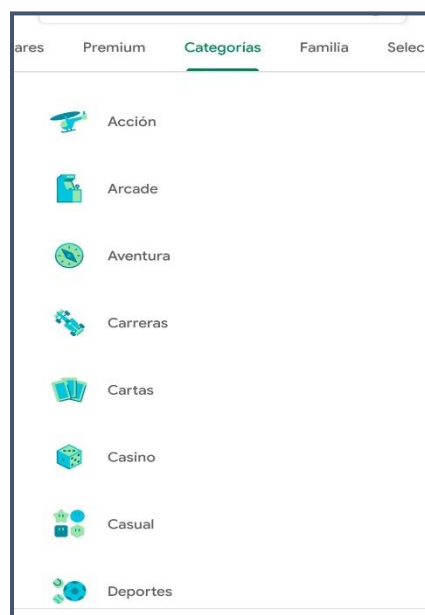 ares Premium Categorías Familia Selec
Acción
Arcade
Aventura
Carreras
Cartas
Casino
Casual
Deportes